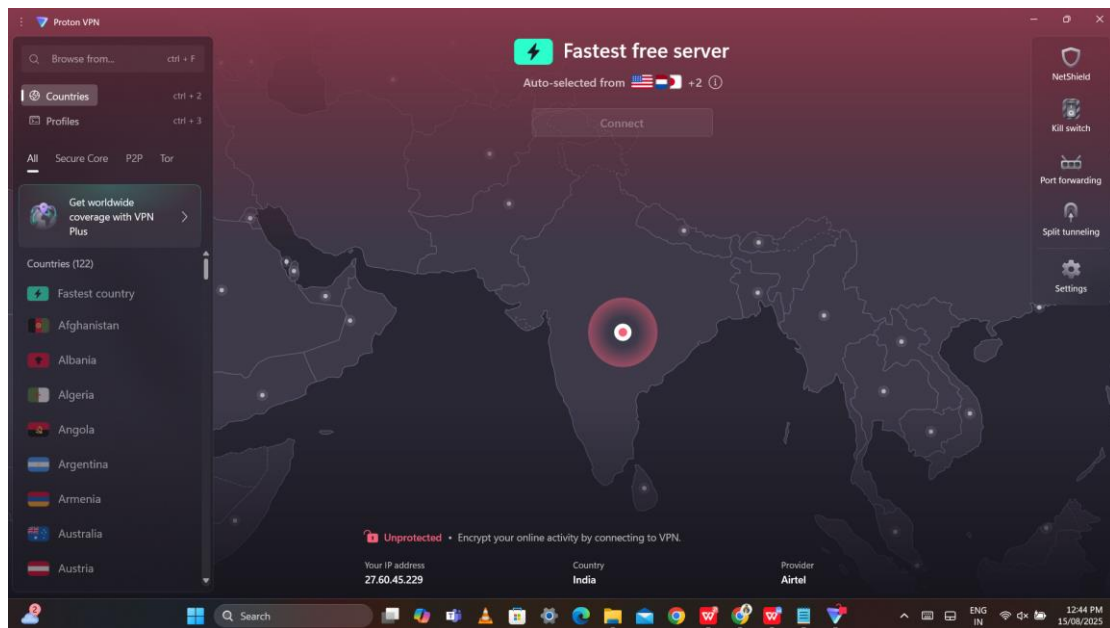 Proton VPN
Browse from... ctrl + F
Countries ctrl + 2
Profiles ctrl + 3
All Secure Core P2P Tor
Get worldwide
coverage with VPN
Plus
Countries (122)
Fastest country
Afghanistan
Albania
Algeria
Angola
Argentina
Armenia
Australia
Austria
Fastest free server
Auto-selected from +2
Connect
NetShield
Kill switch
Port forwarding
Split tunneling
Settings
Unprotected • Encrypt your online activity by connecting to VPN.
Your IP address Country Provider
27.60.45.229 India Airtel
2
Search
ENG
IN
12:44 PM
15/08/2025